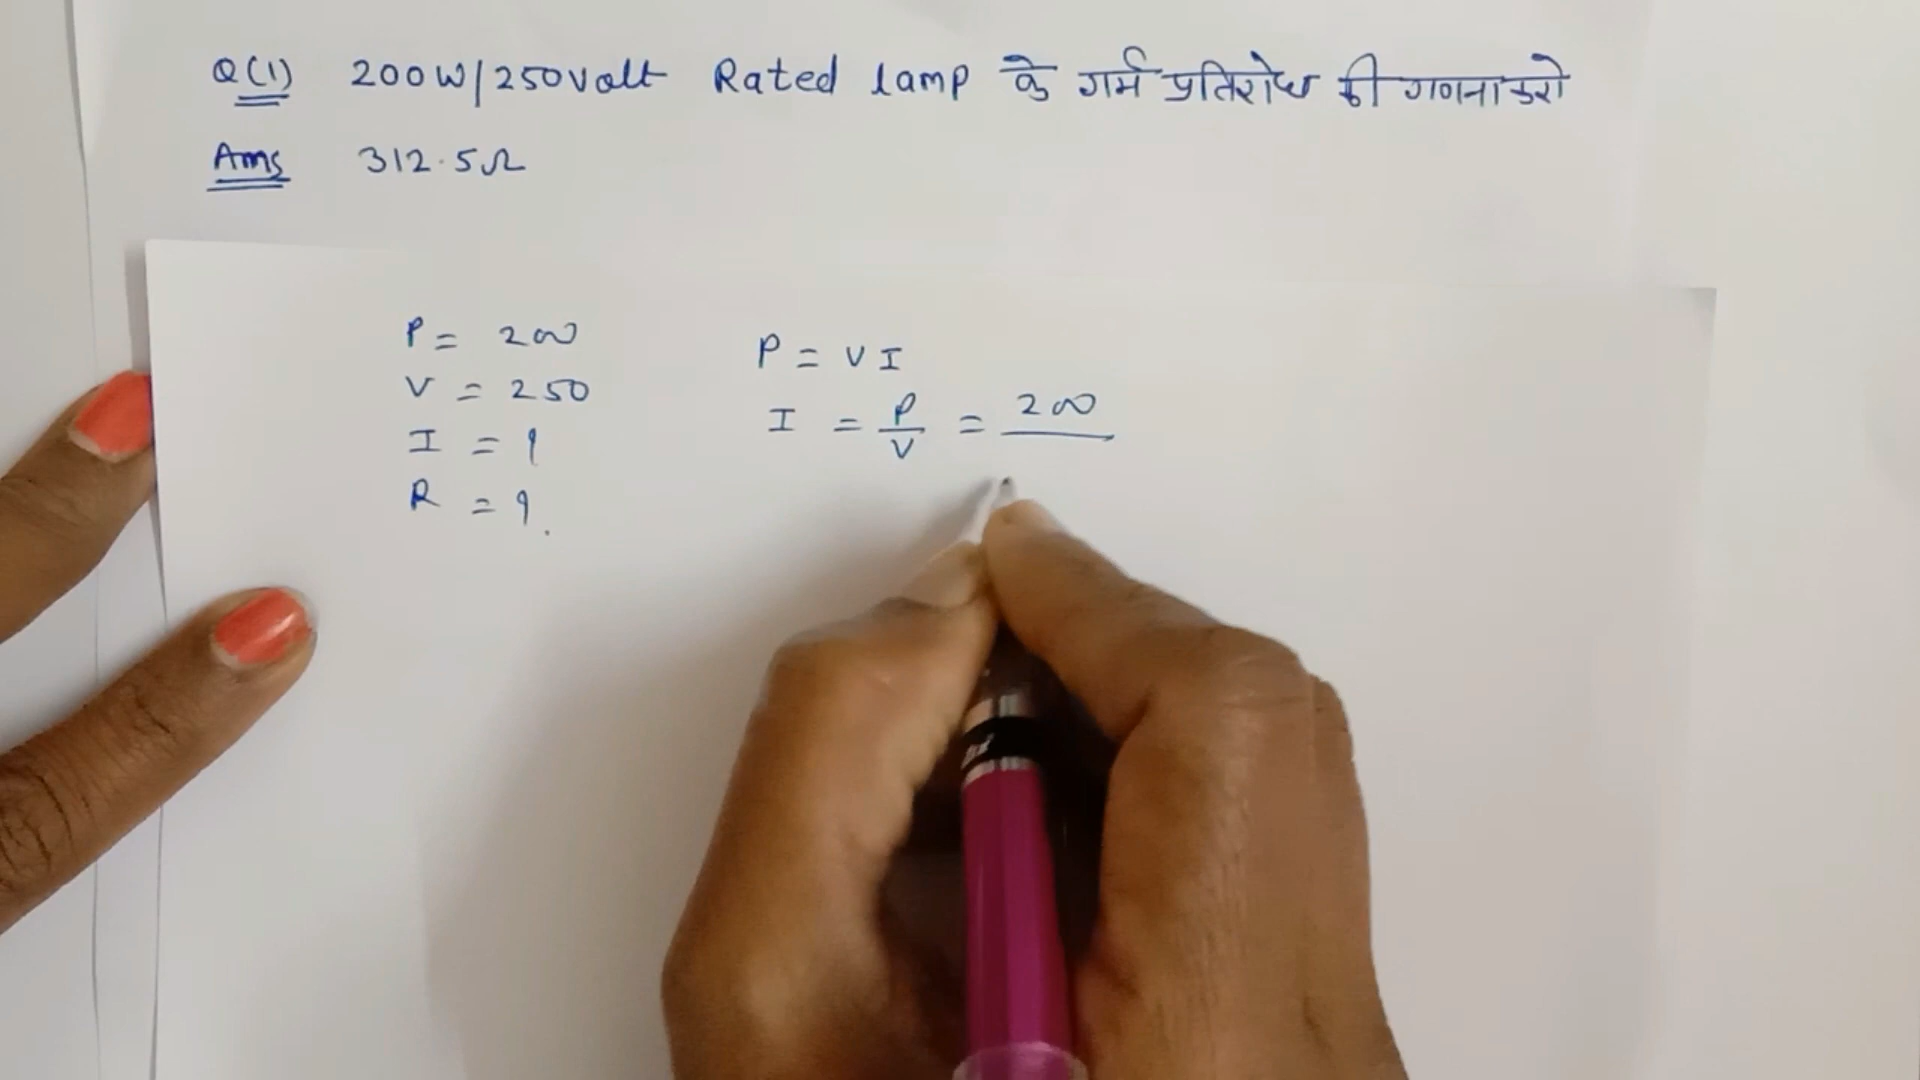 Q(1) 200W/250Volt Rated lamp के गर्म प्रतिरोध की गणना करो
Ans 312.5Ω
P = 200
V = 250
I = ?
R = ?
P = VI
I = P/V = 200